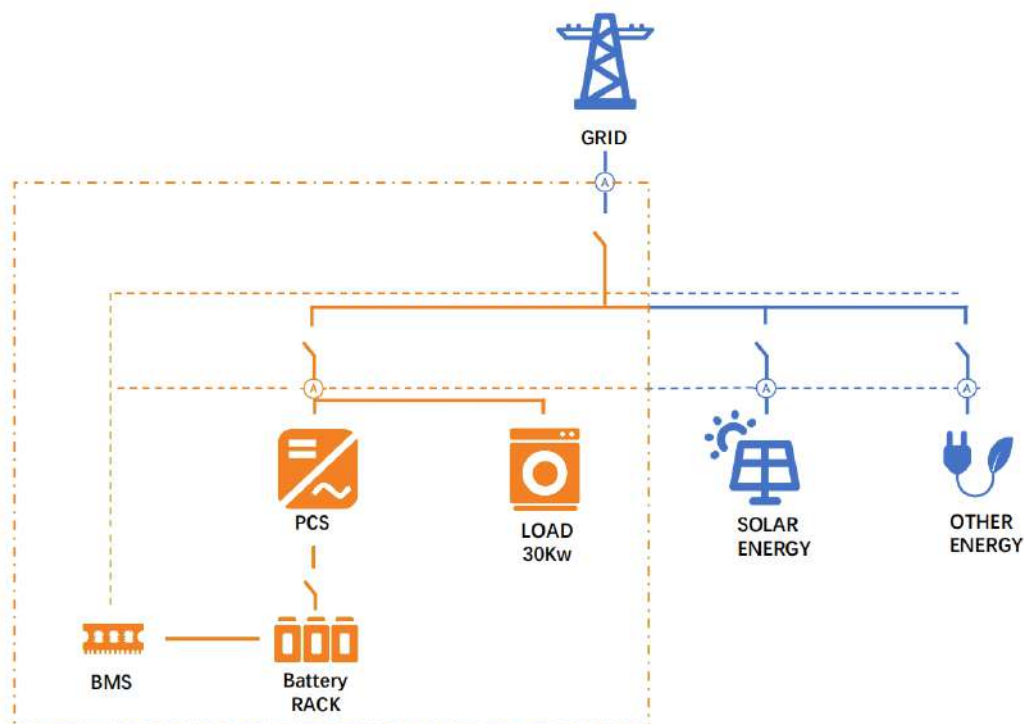 GRID
A
A
A
A
PCS
LOAD
30Kw
SOLAR
ENERGY
OTHER
ENERGY
BMS
Battery
RACK